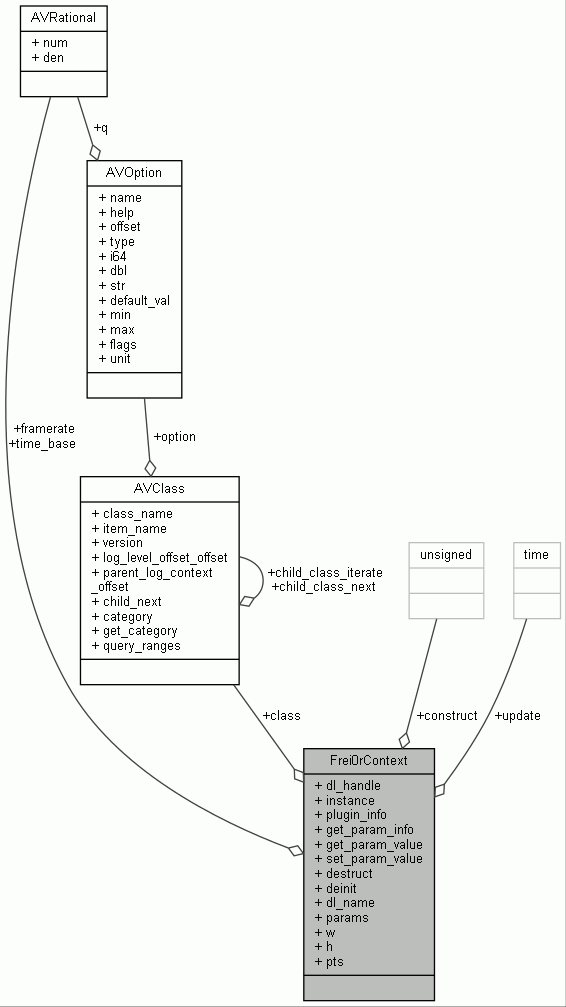 AVRational
+ num
+ den
+q
AVOption
+ name
+ help
+ offset
+ type
+ i64
+ dbl
+ str
+ default_val
+ min
+ max
+ flags
+ unit
+framerate
+time_base
+option
AVClass
+ class_name
+ item_name
+ version
+ log_level_offset_offset
+ parent_log_context
_offset
+ child_next
+ category
+ get_category
+ query_ranges
+child_class_iterate
+child_class_next
unsigned
time
+class
+construct
+update
Frei0rContext
+ dl_handle
+ instance
+ plugin_info
+ get_param_info
+ get_param_value
+ set_param_value
+ destruct
+ deinit
+ dl_name
+ params
+ w
+ h
+ pts